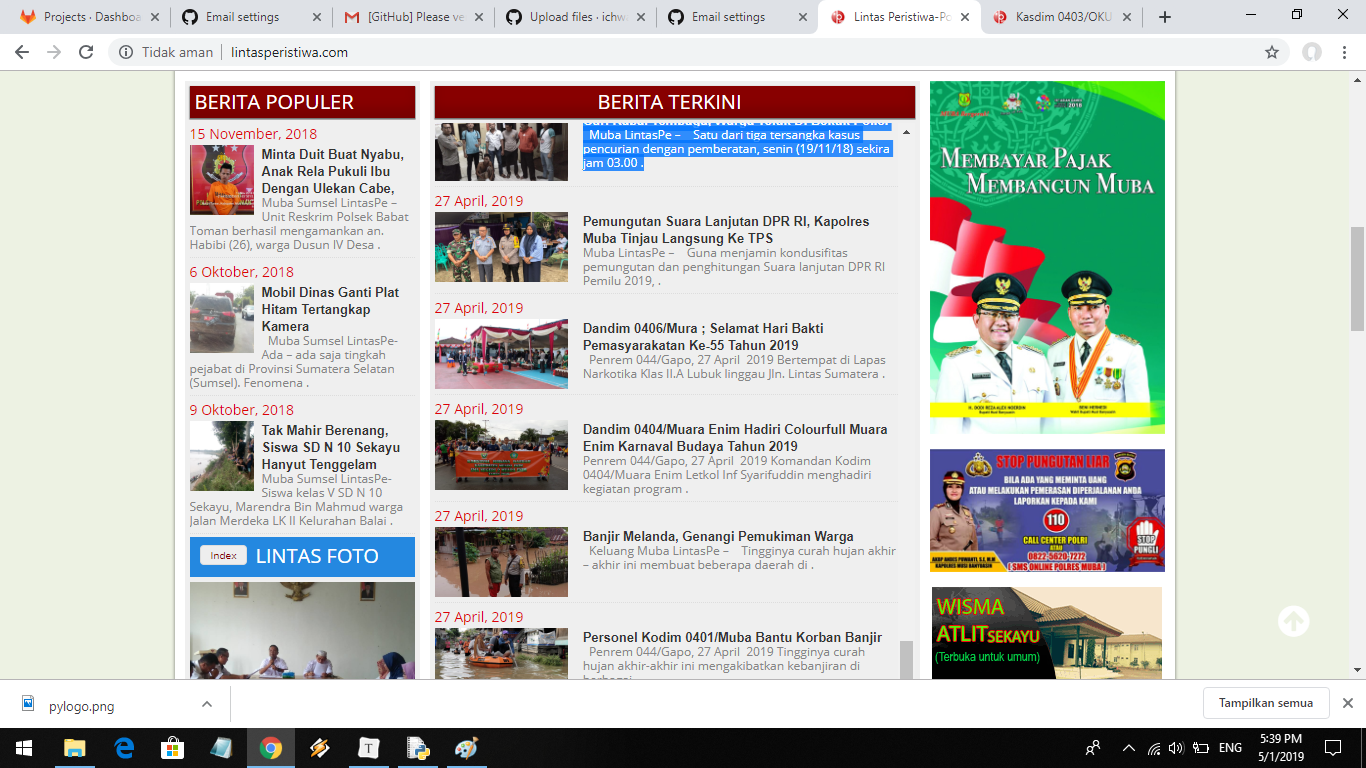 Projects · Dashboa
Email settings
[GitHub] Please ve
Upload files · ichwa
Email settings
Lintas Peristiwa-Po
Kasdim 0403/OKU
Tidak aman
lintasperistiwa.com
BERITA POPULER
15 November, 2018
Minta Duit Buat Nyabu,
Anak Rela Pukuli Ibu
Dengan Ulekan Cabe,
Muba Sumsel LintasPe –
Unit Reskrim Polsek Babat
Toman berhasil mengamankan an.
Habibi (26), warga Dusun IV Desa .
6 Oktober, 2018
Mobil Dinas Ganti Plat
Hitam Tertangkap
Kamera
Muba Sumsel LintasPe-
Ada – ada saja tingkah
pejabat di Provinsi Sumatera Selatan
(Sumsel). Fenomena .
9 Oktober, 2018
Tak Mahir Berenang,
Siswa SD N 10 Sekayu
Hanyut Tenggelam
Muba Sumsel LintasPe-
Siswa kelas V SD N 10
Sekayu, Marendra Bin Mahmud warga
Jalan Merdeka LK II Kelurahan Balai .
Index
LINTAS FOTO
BERITA TERKINI
Muba LintasPe – Satu dari tiga tersangka kasus
pencurian dengan pemberatan, senin (19/11/18) sekira
jam 03.00 .
27 April, 2019
Pemungutan Suara Lanjutan DPR RI, Kapolres
Muba Tinjau Langsung Ke TPS
Muba LintasPe – Guna menjamin kondusifitas
pemungutan dan penghitungan Suara lanjutan DPR RI
Pemilu 2019, .
27 April, 2019
Dandim 0406/Mura ; Selamat Hari Bakti
Pemasyarakatan Ke-55 Tahun 2019
Penrem 044/Gapo, 27 April 2019 Bertempat di Lapas
Narkotika Klas II.A Lubuk linggau Jln. Lintas Sumatera .
27 April, 2019
Dandim 0404/Muara Enim Hadiri Colourfull Muara
Enim Karnaval Budaya Tahun 2019
Penrem 044/Gapo, 27 April 2019 Komandan Kodim
0404/Muara Enim Letkol Inf Syarifuddin menghadiri
kegiatan program .
27 April, 2019
Banjir Melanda, Genangi Pemukiman Warga
Keluang Muba LintasPe – Tingginya curah hujan akhir
– akhir ini membuat beberapa daerah di .
27 April, 2019
Personel Kodim 0401/Muba Bantu Korban Banjir
Penrem 044/Gapo, 27 April 2019 Tingginya curah
hujan akhir-akhir ini mengakibatkan kebanjiran di
MEMBAYAR PAJAK
MEMBANGUN MUBA
H. DODI REZA ALEX NOERDIN
BENI HERNEDI
STOP PUNGUTAN LIAR
BILA ADA YANG MEMINTA UANG
ATAU MELAKUKAN PEMERASAN DIPERJALANAN ANDA
LAPORKAN KEPADA KAMI
110
CALL CENTER POLRI
ATAU
0822-5620-7272
( SMS ONLINE POLRES MUBA )
STOP
PUNGLI
KAPOLRES MUSI BANYUASIN
WISMA
ATLIT SEKAYU
(Terbuka untuk umum)
pylogo.png
Tampilkan semua
ENG
5:39 PM
5/1/2019